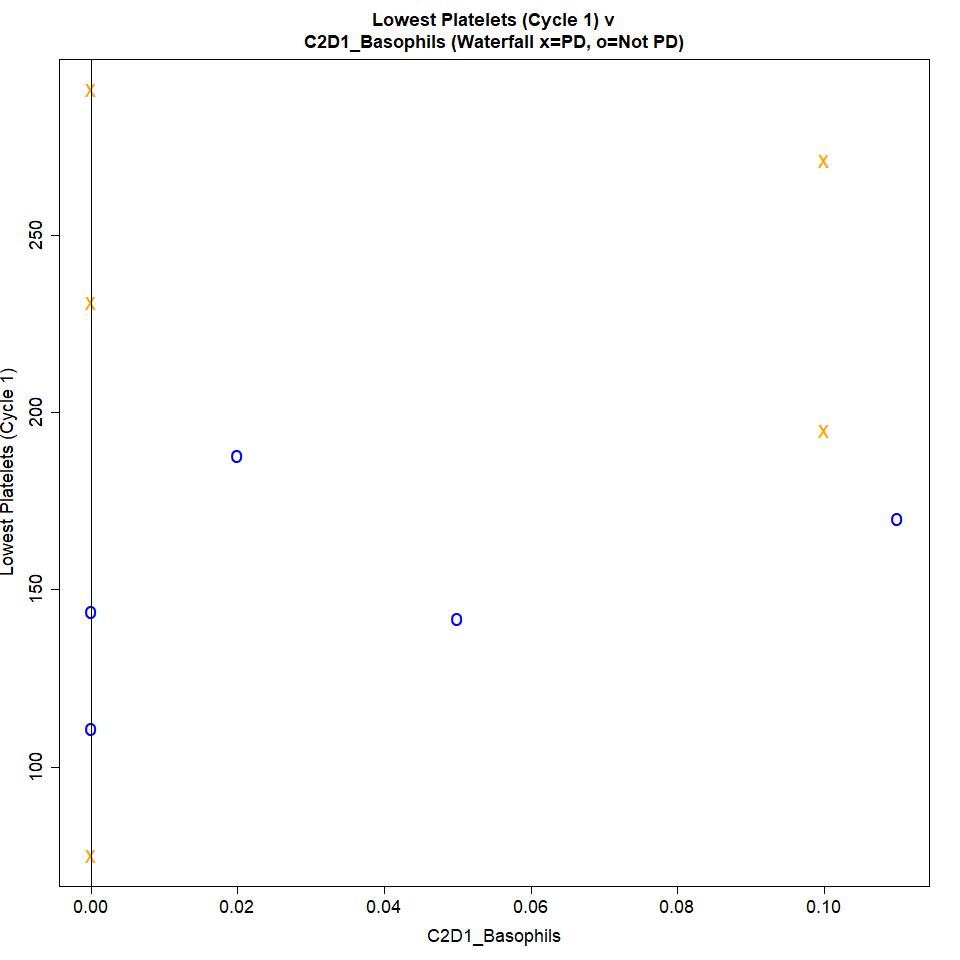 Lowest Platelets (Cycle 1) v
C2D1_Basophils (Waterfall x=PD, o=Not PD)
Lowest Platelets (Cycle 1)
250
200
150
100
x
x
x
x
x
o
o
o
o
o
0.00 0.02 0.04 0.06 0.08 0.10
C2D1_Basophils